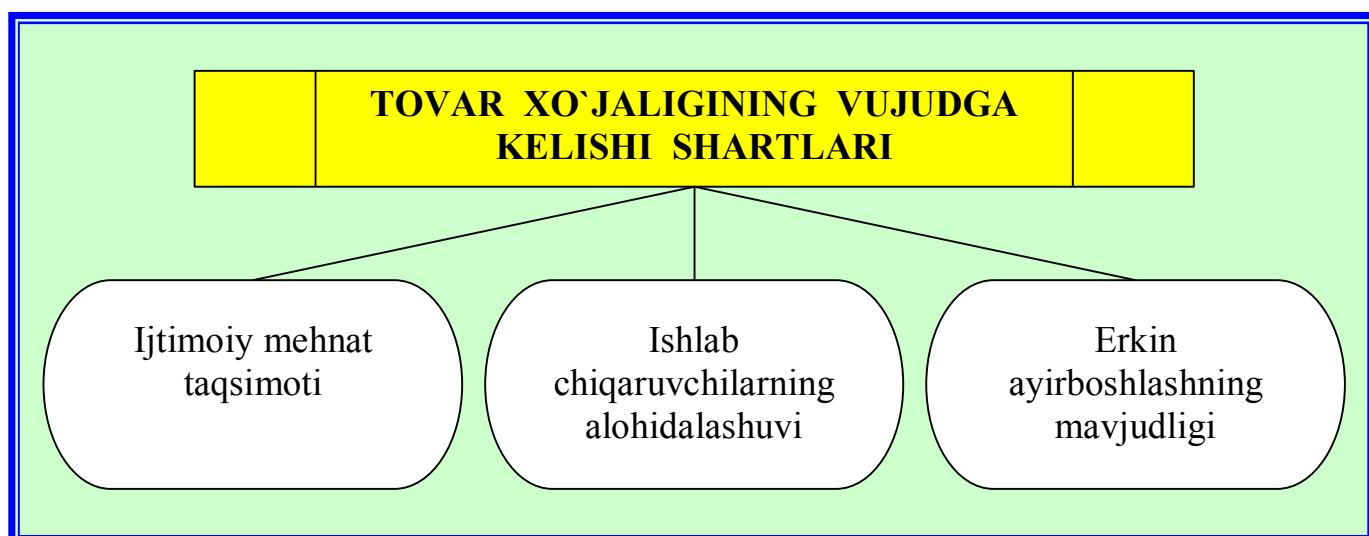 TOVAR XO`JALIGINING VUJUDGA
KELISHI SHARTLARI
Ijtimoiy mehnat
taqsimoti
Ishlab
chiqaruvchilarning
alohidalashuvi
Erkin
ayirboshlashning
mavjudligi